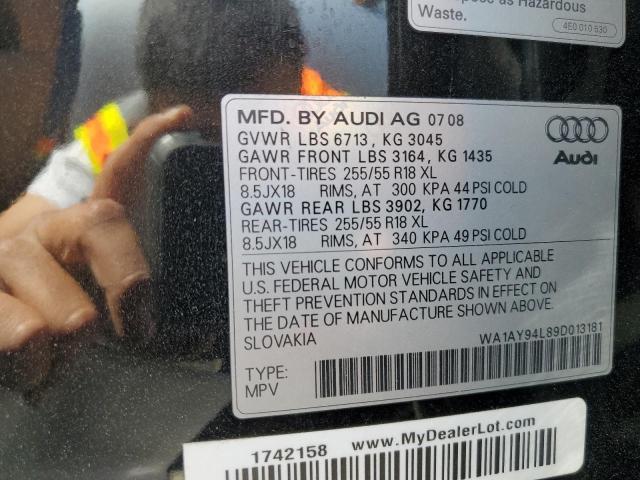 as Hazardous
Waste.
4E0 010 530
MFD. BY AUDI AG 07 08
GVWR LBS 6713, KG 3045
GAWR FRONT LBS 3164, KG 1435
FRONT-TIRES 255/55 R18 XL
8.5JX18 RIMS, AT 300 KPA 44 PSI COLD
GAWR REAR LBS 3902, KG 1770
REAR-TIRES 255/55 R18 XL
8.5JX18 RIMS, AT 340 KPA 49 PSI COLD
Audi
THIS VEHICLE CONFORMS TO ALL APPLICABLE
U.S. FEDERAL MOTOR VEHICLE SAFETY AND
THEFT PREVENTION STANDARDS IN EFFECT ON
THE DATE OF MANUFACTURE SHOWN ABOVE.
SLOVAKIA
WA1AY94L89D013181
TYPE:
MPV
1742158 www.MyDealerLot.com